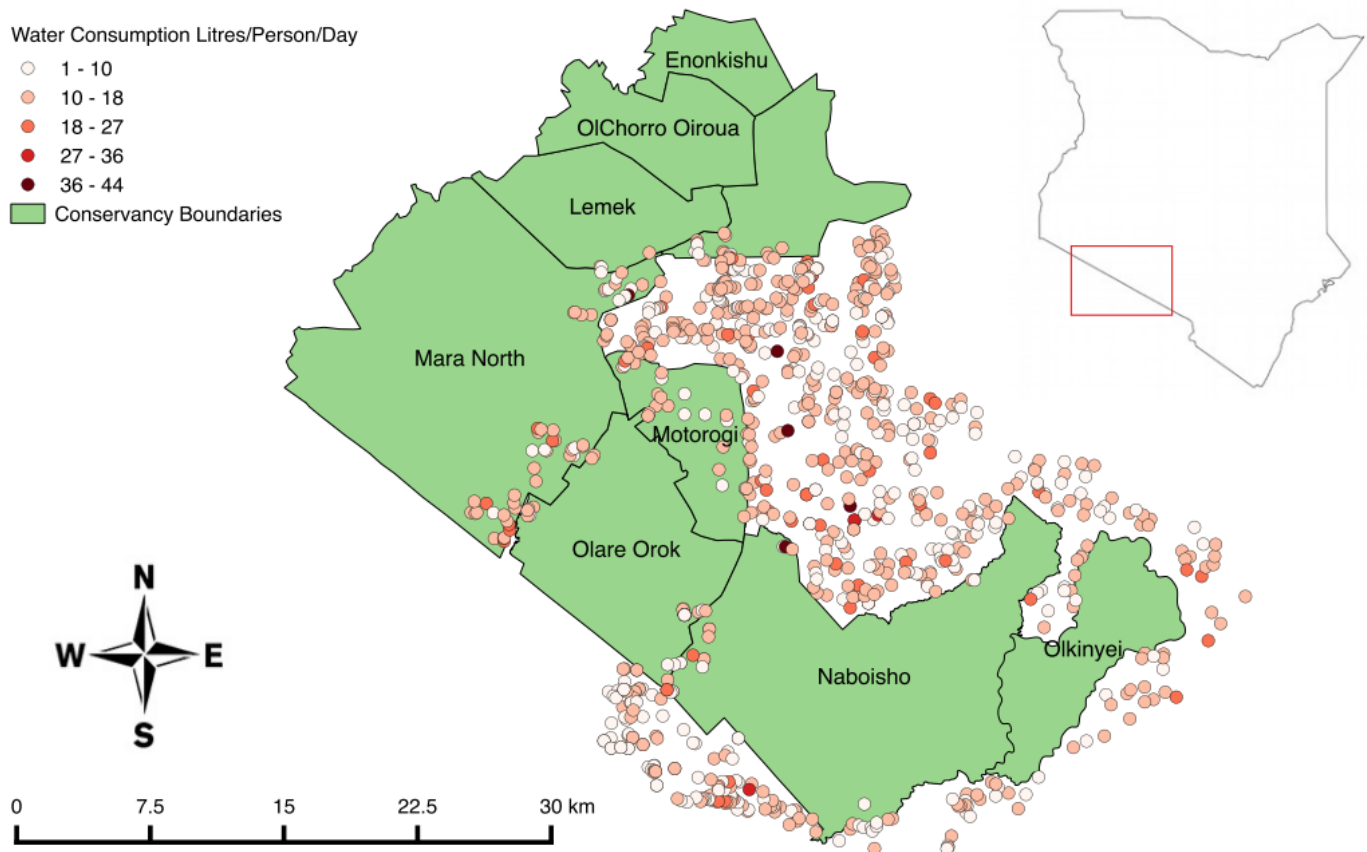 Water Consumption Litres/Person/Day
1 - 10
10 - 18
18 - 27
27 - 36
36 - 44
Conservancy Boundaries
Enonkishu
OlChorro Oiroua
Lemek
Mara North
Motorogi
Olare Orok
Naboisho
Olkinyei
N
W E
S
0 7.5 15 22.5 30 km